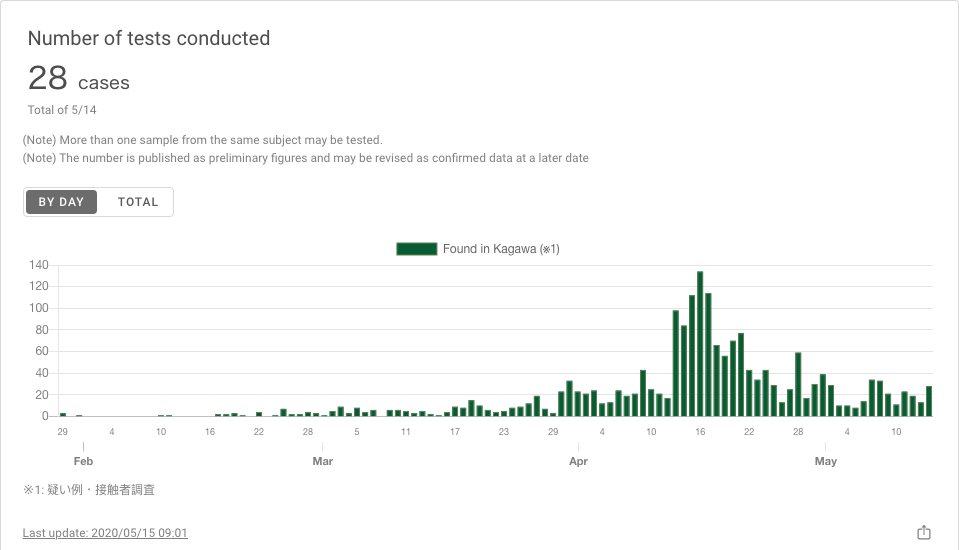 Number of tests conducted
28 cases
Total of 5/14
(Note) More than one sample from the same subject may be tested.
(Note) The number is published as preliminary figures and may be revised as confirmed data at a later date
BY DAY TOTAL
Found in Kagawa (※1)
140
120
100
80
60
40
20
0
29 4 10 16 22 28 5 11 17 23 29 4 10 16 22 28 4 10
Feb Mar Apr May
※1: 疑い例・接触者調査
Last update: 2020/05/15 09:01